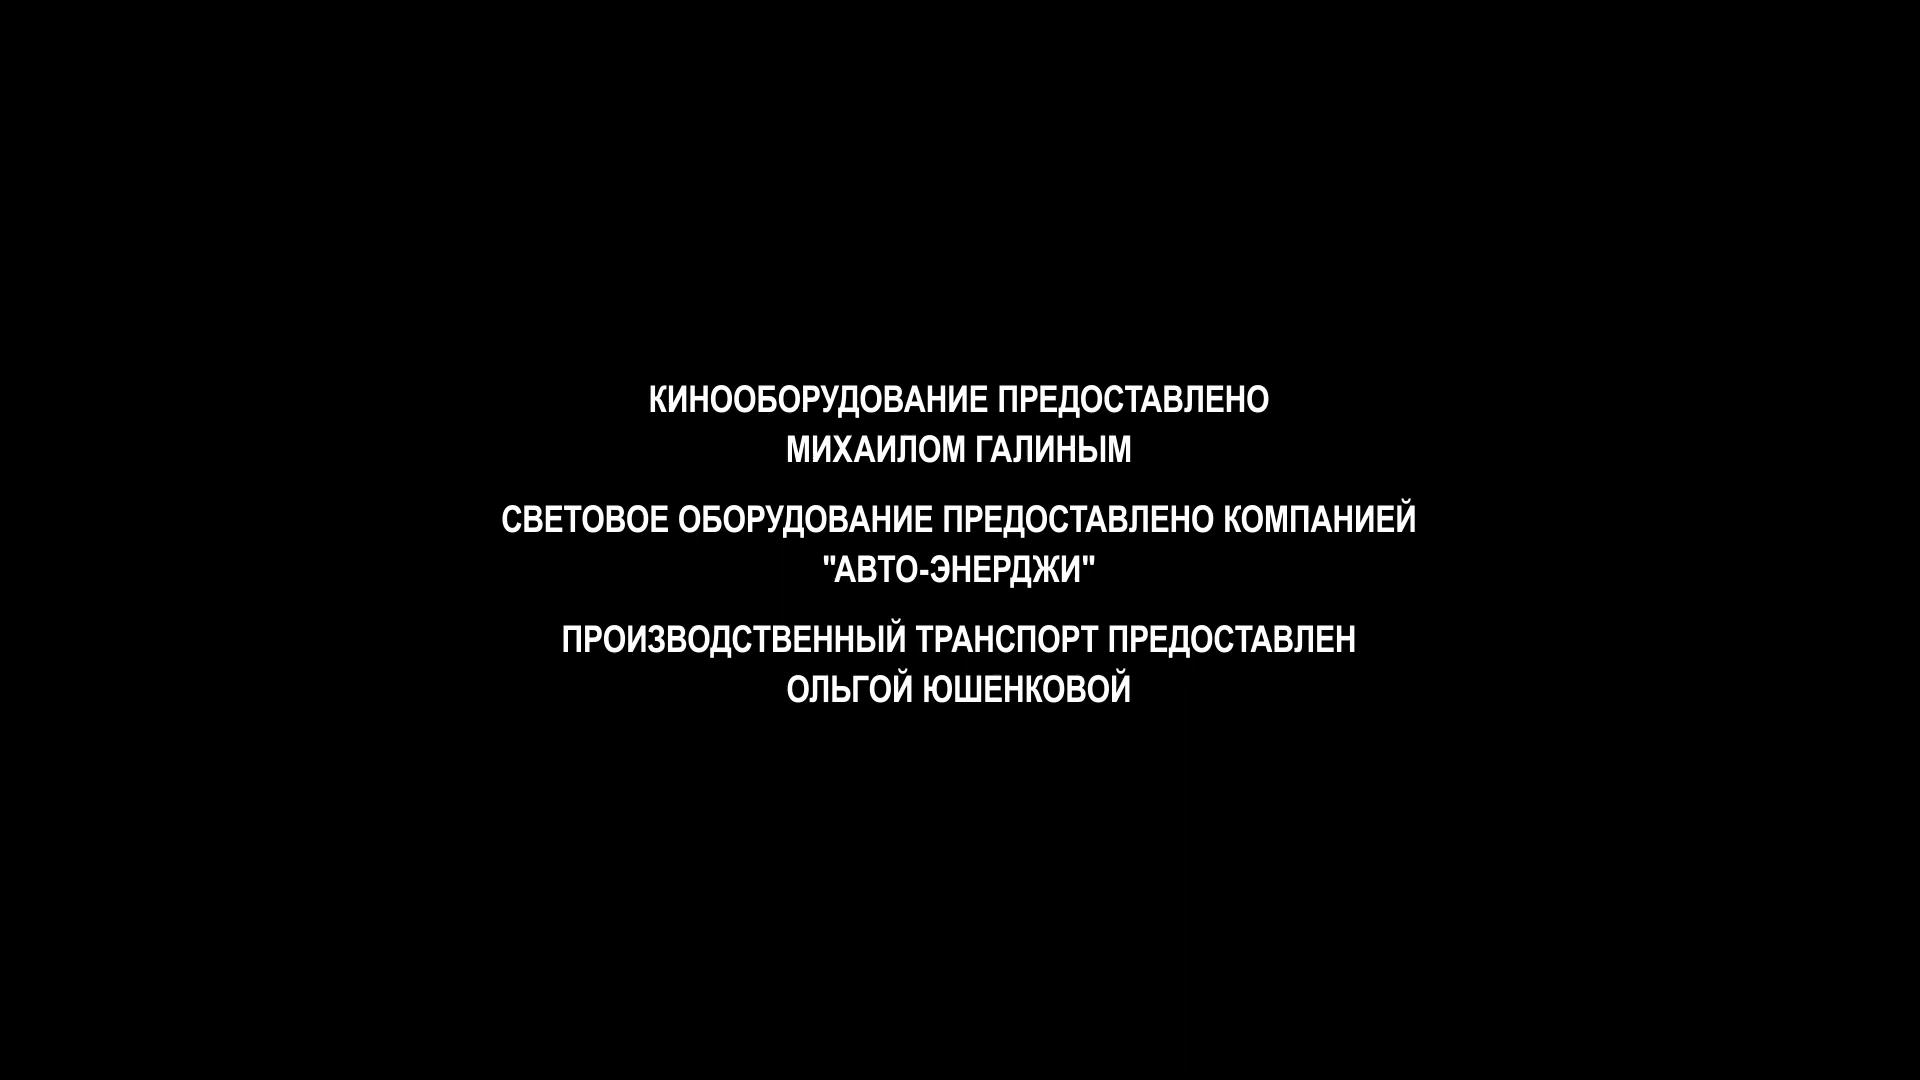 КИНООБОРУДОВАНИЕ ПРЕДОСТАВЛЕНО
МИХАИЛОМ ГАЛИНЫМ
СВЕТОВОЕ ОБОРУДОВАНИЕ ПРЕДОСТАВЛЕНО КОМПАНИЕЙ
"АВТО-ЭНЕРДЖИ"
ПРОИЗВОДСТВЕННЫЙ ТРАНСПОРТ ПРЕДОСТАВЛЕН
ОЛЬГОЙ ЮШЕНКОВОЙ